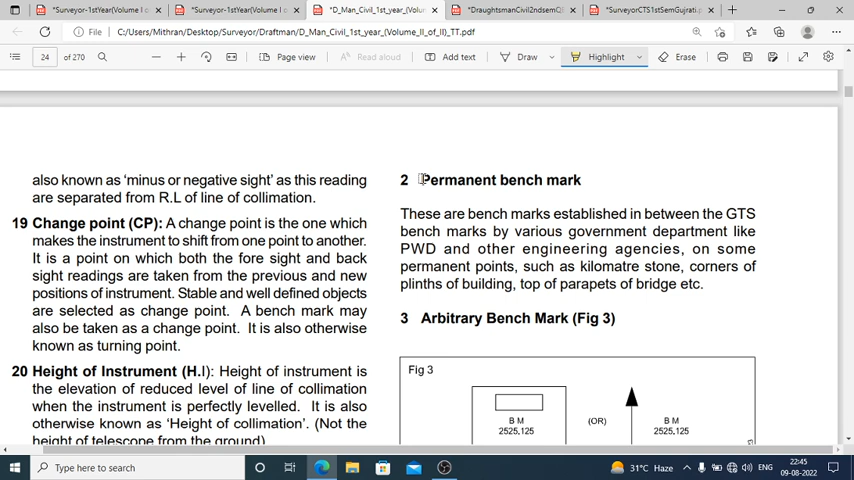 *Surveyor-1stYear(Volume I o
*Surveyor-1stYear(Volume I o
*D_Man_Civil_1st_year_(Volum
*DraughtsmanCivil2ndsemQ
*SurveyorCTS1stSemGujrati.p
File C:/Users/Mithran/Desktop/Surveyor/Draftman/D_Man_Civil_1st_year_(Volume_II_of_II)_TT.pdf
24 of 270 Page view Read aloud Add text Draw Highlight Erase
also known as 'minus or negative sight' as this reading
are separated from R.L of line of collimation.
19 Change point (CP): A change point is the one which
makes the instrument to shift from one point to another.
It is a point on which both the fore sight and back
sight readings are taken from the previous and new
positions of instrument. Stable and well defined objects
are selected as change point. A bench mark may
also be taken as a change point. It is also otherwise
known as turning point.
20 Height of Instrument (H.I): Height of instrument is
the elevation of reduced level of line of collimation
when the instrument is perfectly levelled. It is also
otherwise known as 'Height of collimation'. (Not the
height of telescope from the ground)
2 Permanent bench mark
These are bench marks established in between the GTS
bench marks by various government department like
PWD and other engineering agencies, on some
permanent points, such as kilomatre stone, corners of
plinths of building, top of parapets of bridge etc.
3 Arbitrary Bench Mark (Fig 3)
Fig 3
B M
2525.125
(OR)
B M
2525.125
Type here to search
31°C Haze
ENG
22:45
09-08-2022